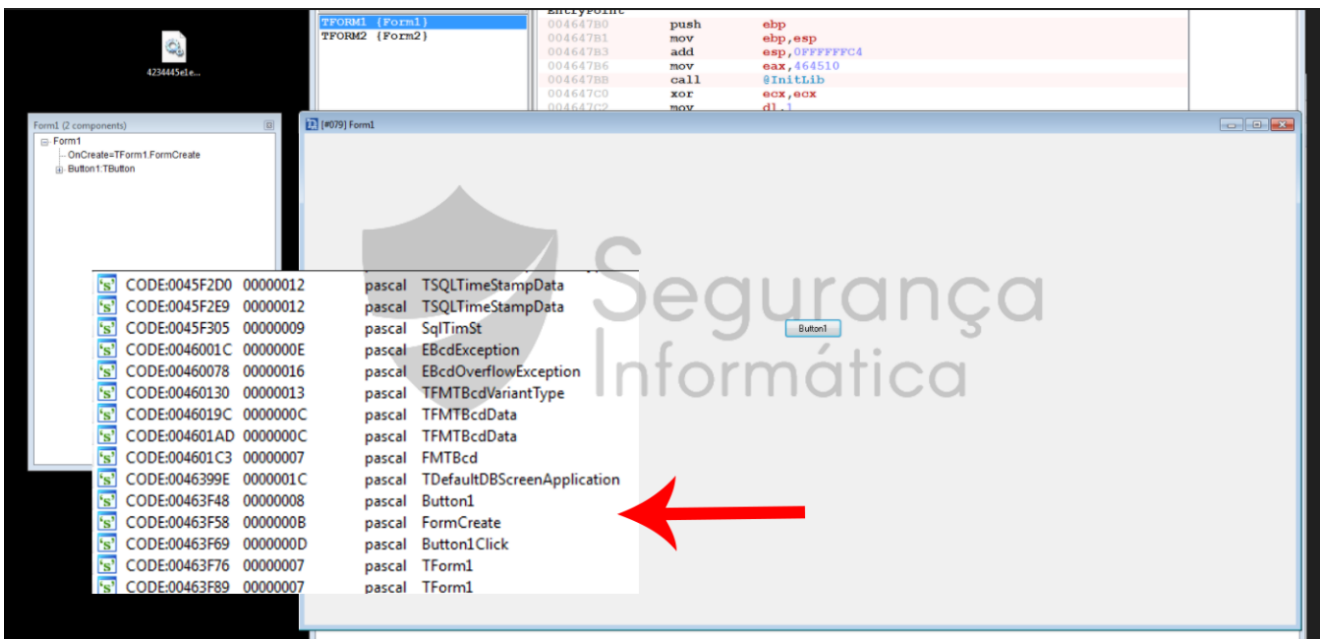 EntryPoint
TFORM1 {Form1}
TFORM2 {Form2}
004647B0 push ebp
004647B1 mov ebp,esp
004647B3 add esp,0FFFFFFC4
004647B6 mov eax,464510
004647BB call @InitLib
004647C0 xor ecx,ecx
004647C2 mov dl,1
4234445e1e...
Form1 (2 components)
Form1
OnCreate=TForm1.FormCreate
Button1:TButton
[#079] Form1
Segurança
Informática
Button1
CODE:0045F2D0 00000012 pascal TSQLTimeStampData
CODE:0045F2E9 00000012 pascal TSQLTimeStampData
CODE:0045F305 00000009 pascal SqlTimSt
CODE:0046001C 0000000E pascal EBcdException
CODE:00460078 00000016 pascal EBcdOverflowException
CODE:00460130 00000013 pascal TFMTBcdVariantType
CODE:0046019C 0000000C pascal TFMTBcdData
CODE:004601AD 0000000C pascal TFMTBcdData
CODE:004601C3 00000007 pascal FMTBcd
CODE:0046399E 0000001C pascal TDefaultDBScreenApplication
CODE:00463F48 00000008 pascal Button1
CODE:00463F58 0000000B pascal FormCreate
CODE:00463F69 0000000D pascal Button1Click
CODE:00463F76 00000007 pascal TForm1
CODE:00463F89 00000007 pascal TForm1